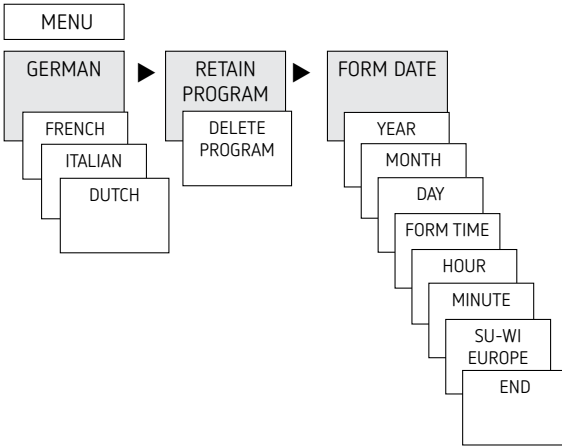 MENU
GERMAN
FRENCH
ITALIAN
DUTCH
RETAIN
PROGRAM
DELETE
PROGRAM
FORM DATE
YEAR
MONTH
DAY
FORM TIME
HOUR
MINUTE
SU-WI
EUROPE
END